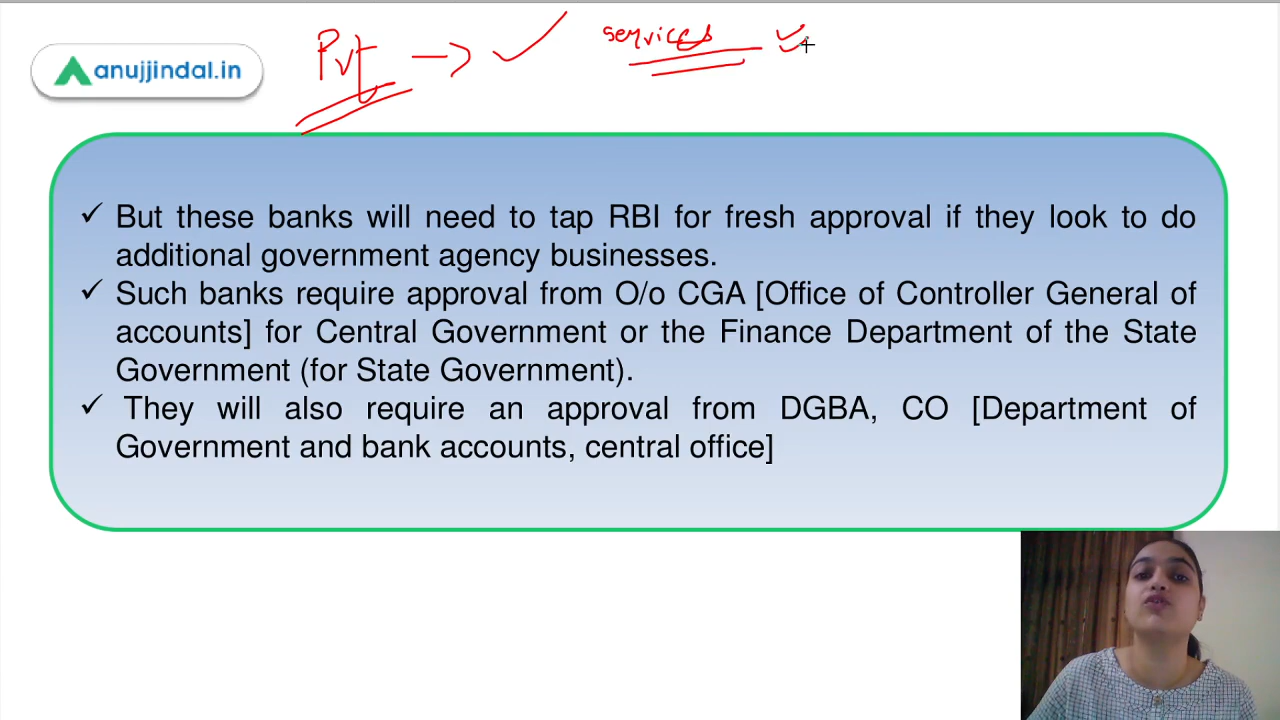 Pvt
services
anujjindal.in
✓ But these banks will need to tap RBI for fresh approval if they look to do
additional government agency businesses.
✓ Such banks require approval from O/o CGA [Office of Controller General of
accounts] for Central Government or the Finance Department of the State
Government (for State Government).
✓ They will also require an approval from DGBA, CO [Department of
Government and bank accounts, central office]